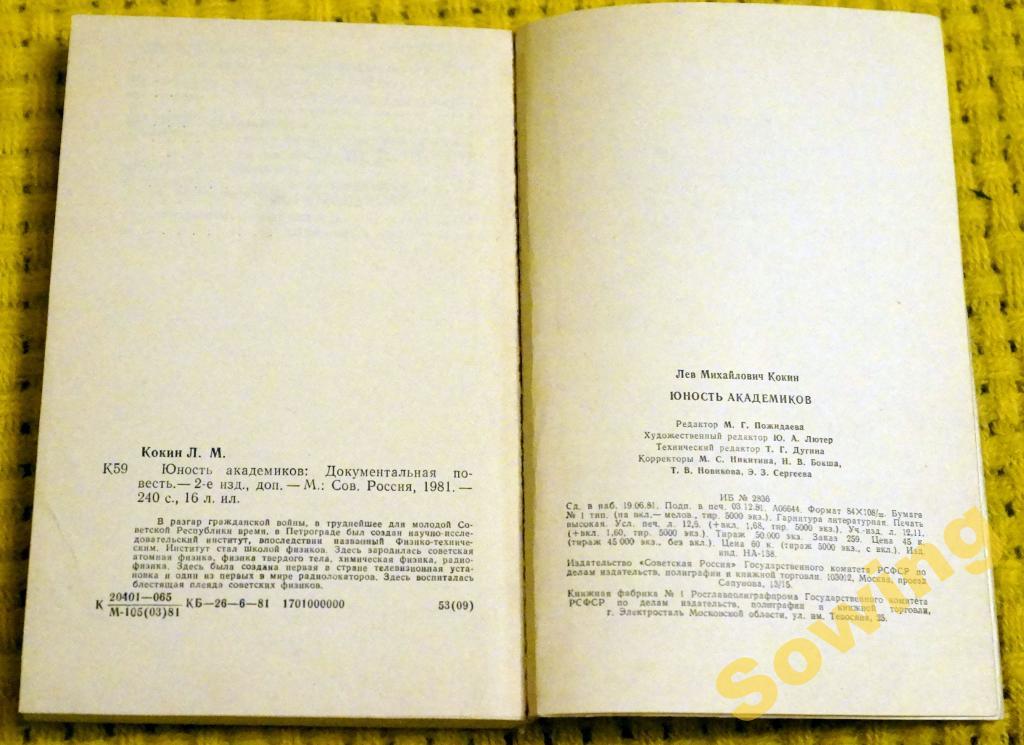 Кокин Л. М.
К59 Юность академиков: Документальная по-
весть.— 2-е изд., доп. — М.: Сов. Россия, 1981.—
240 с., 16 л. ил.
В разгар гражданской войны, в труднейшее для молодой Сов
етской Республики время, в Петрограде был создан научно-иссле-
довательский институт, впоследствии названный Физико-техниче-
ским. Институт стал школой физиков. Здесь зародилась советская
атомная физика, физика твердого тела, химическая физика, радио-
физика. Здесь была создана первая в стране телевизионная уста-
новка и один из первых в мире радиолокаторов. Здесь воспиталась
блестящая плеяда советских физиков.
К 20401—065
М-105(03)81 КБ—26—6—81 1701000000 53(09)
Лев Михайлович Кокин
ЮНОСТЬ АКАДЕМИКОВ
Редактор М. Г. Пожидаева
Художественный редактор Ю. А. Лютер
Технический редактор Т. Г. Дугина
Корректоры М. С. Никитина, Н. В. Бокша,
Т. В. Новикова, Э. З. Сергеева
ИБ № 2836
Сд. в наб. 19.06.81. Подп. в печ. 03.12.81. А06644. Формат 84Х108/ Бумага
№ 1 тип. (на вкл.— мелов., тир. 5000 экз.). Гарнитура литературная. Печать
высокая. Усл. печ. л. 12,6. (+вкл. 1,68, тир. 5000 экз.). Уч.-изд. л. 12,11.
(+вкл. 1,60, тир. 5000 экз.). Тираж 50.000 экз. Заказ 259. Цена 45 к.
(тираж 45 000 экз., без вкл.). Цена 60 к. (тираж 5000 экз., с вкл.). Изд.
инд. НА-138.
Издательство «Советская Россия» Государственного комитета РСФСР по
делам издательств, полиграфии и книжной торговли. 103012, Москва, проезд
Сапунова, 13/15.
Книжная фабрика № 1 Росглавполиграфпрома Государственного комитета
РСФСР по делам издательств, полиграфии и книжной торговли,
г. Электросталь Московской области, ул. им. Тевосяна, 25.
Sowing